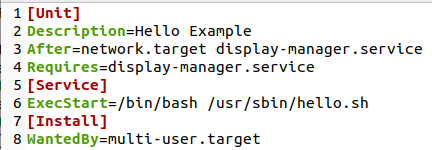 1 [Unit]
2 Description=Hello Example
3 After=network.target display-manager.service
4 Requires=display-manager.service
5 [Service]
6 ExecStart=/bin/bash /usr/sbin/hello.sh
7 [Install]
8 WantedBy=multi-user.target